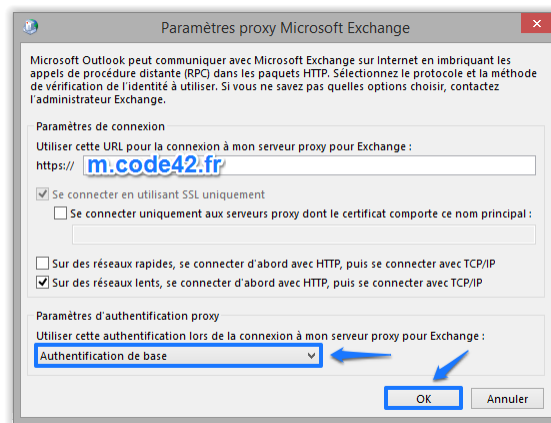 Paramètres proxy Microsoft Exchange
Microsoft Outlook peut communiquer avec Microsoft Exchange sur Internet en imbriquant les
appels de procédure distante (RPC) dans les paquets HTTP. Sélectionnez le protocole et la méthode
de vérification de l'identité à utiliser. Si vous ne savez pas quelles options choisir, contactez
l'administrateur Exchange.
Paramètres de connexion
Utiliser cette URL pour la connexion à mon serveur proxy pour Exchange :
https:// m.code42.fr
Se connecter en utilisant SSL uniquement
Se connecter uniquement aux serveurs proxy dont le certificat comporte ce nom principal :
Sur des réseaux rapides, se connecter d'abord avec HTTP, puis se connecter avec TCP/IP
Sur des réseaux lents, se connecter d'abord avec HTTP, puis se connecter avec TCP/IP
Paramètres d'authentification proxy
Utiliser cette authentification lors de la connexion à mon serveur proxy pour Exchange :
Authentification de base
OK Annuler